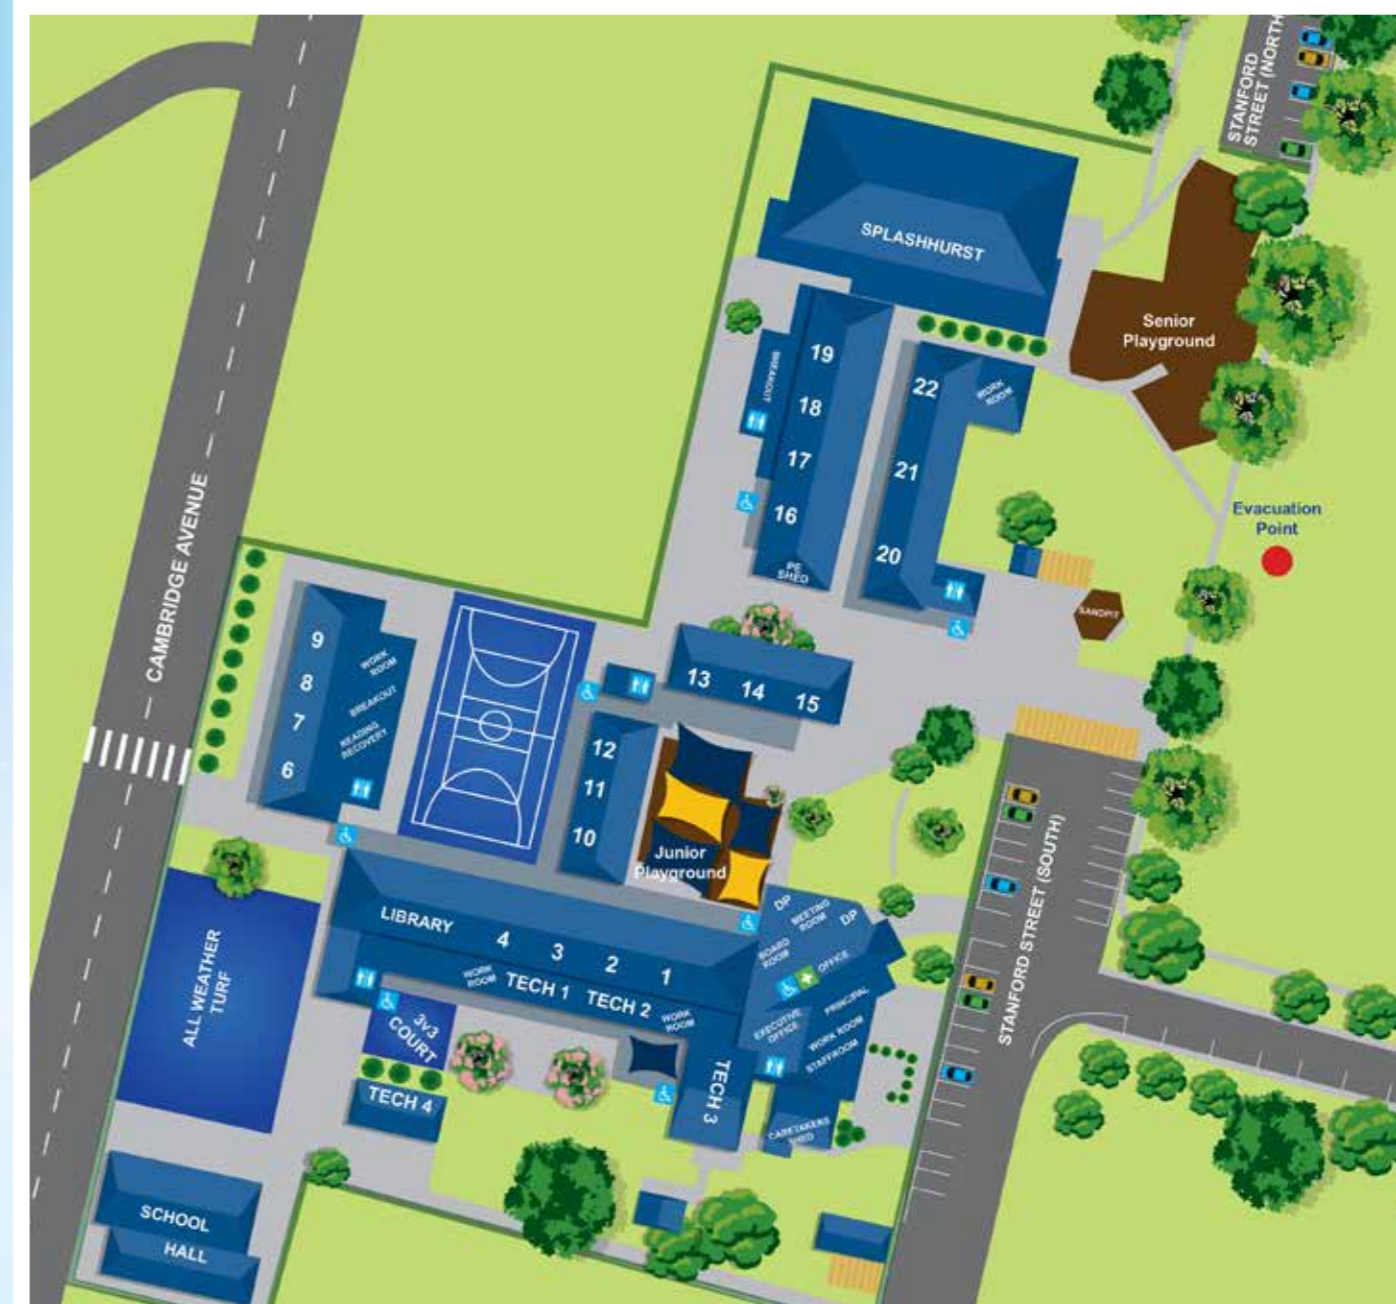 STANFORD
STREET (NORTH)
SPLASHHURST
Senior
Playground
19
BREAKOUT
22
WORK
ROOM
18
17
21
16
Evacuation
Point
20
PE
SHED
CAMBRIDGE AVENUE
SANDPIT
9
WORK
ROOM
8
BREAKOUT
7
READING
RECOVERY
6
13
14
15
12
11
10
Junior
Playground
STANFORD STREET (SOUTH)
DP
MEETING
ROOM
DP
BOARD
ROOM
OFFICE
LIBRARY
4
3
2
1
WORK
ROOM
TECH 1
TECH 2
WORK
ROOM
PRINCIPAL
EXECUTIVE
OFFICE
WORK ROOM
STAFFROOM
ALL WEATHER
TURF
3v3
COURT
TECH 3
TECH 4
CARETAKERS
SHED
SCHOOL
HALL